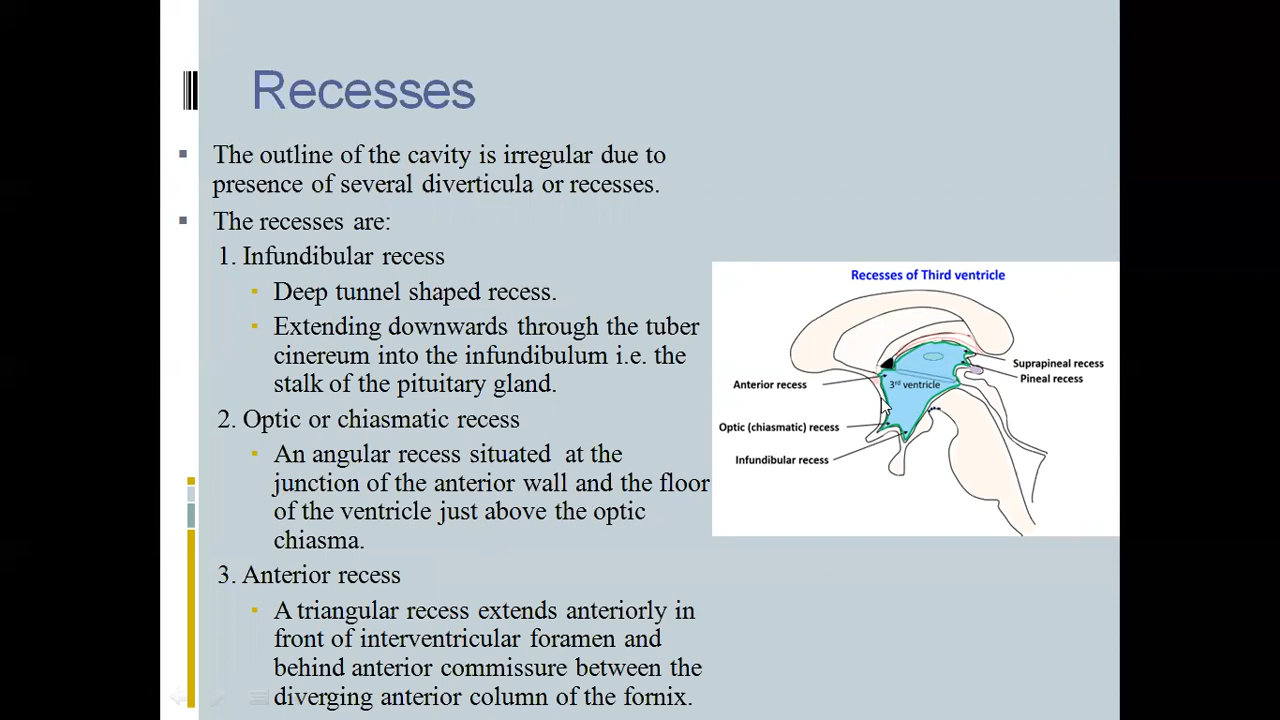 Recesses
The outline of the cavity is irregular due to
presence of several diverticula or recesses.
The recesses are:
1. Infundibular recess
Deep tunnel shaped recess.
Extending downwards through the tuber
cinereum into the infundibulum i.e. the
stalk of the pituitary gland.
2. Optic or chiasmatic recess
An angular recess situated at the
junction of the anterior wall and the floor
of the ventricle just above the optic
chiasma.
3. Anterior recess
A triangular recess extends anteriorly in
front of interventricular foramen and
behind anterior commissure between the
diverging anterior column of the fornix.
Recesses of Third ventricle
Suprapineal recess
Pineal recess
Anterior recess
3rd ventricle
Optic (chiasmatic) recess
Infundibular recess